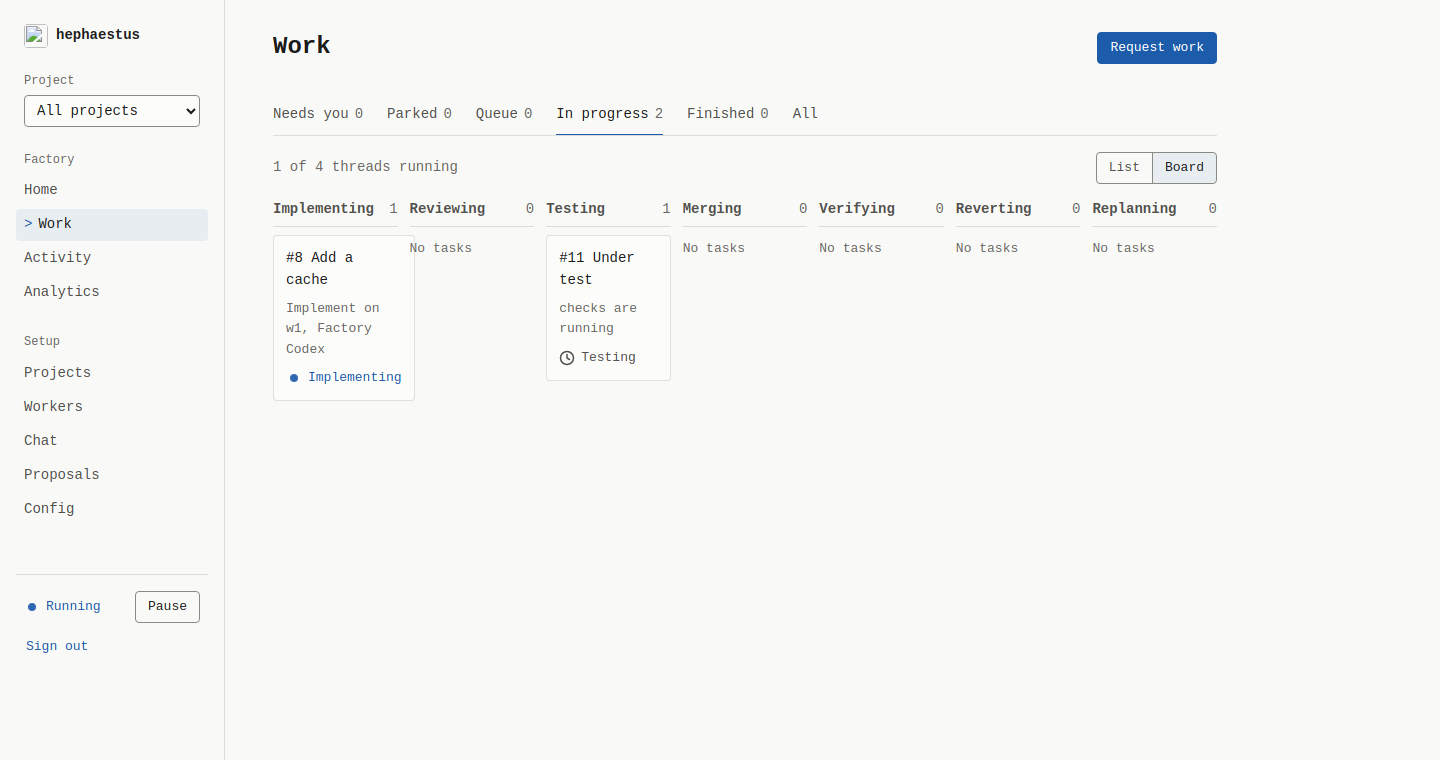 hephaestus
Project
All projects
Factory
Home
> Work
Activity
Analytics
Setup
Projects
Workers
Chat
Proposals
Config
Running
Pause
Sign out
Work
Request work
Needs you 0
Parked 0
Queue 0
In progress 2
Finished 0
All
1 of 4 threads running
List
Board
Implementing 1
#8 Add a
cache
Implement on
w1, Factory
Codex
Implementing
Reviewing 0
No tasks
Testing 1
#11 Under
test
checks are
running
Testing
Merging 0
No tasks
Verifying 0
No tasks
Reverting 0
No tasks
Replanning 0
No tasks